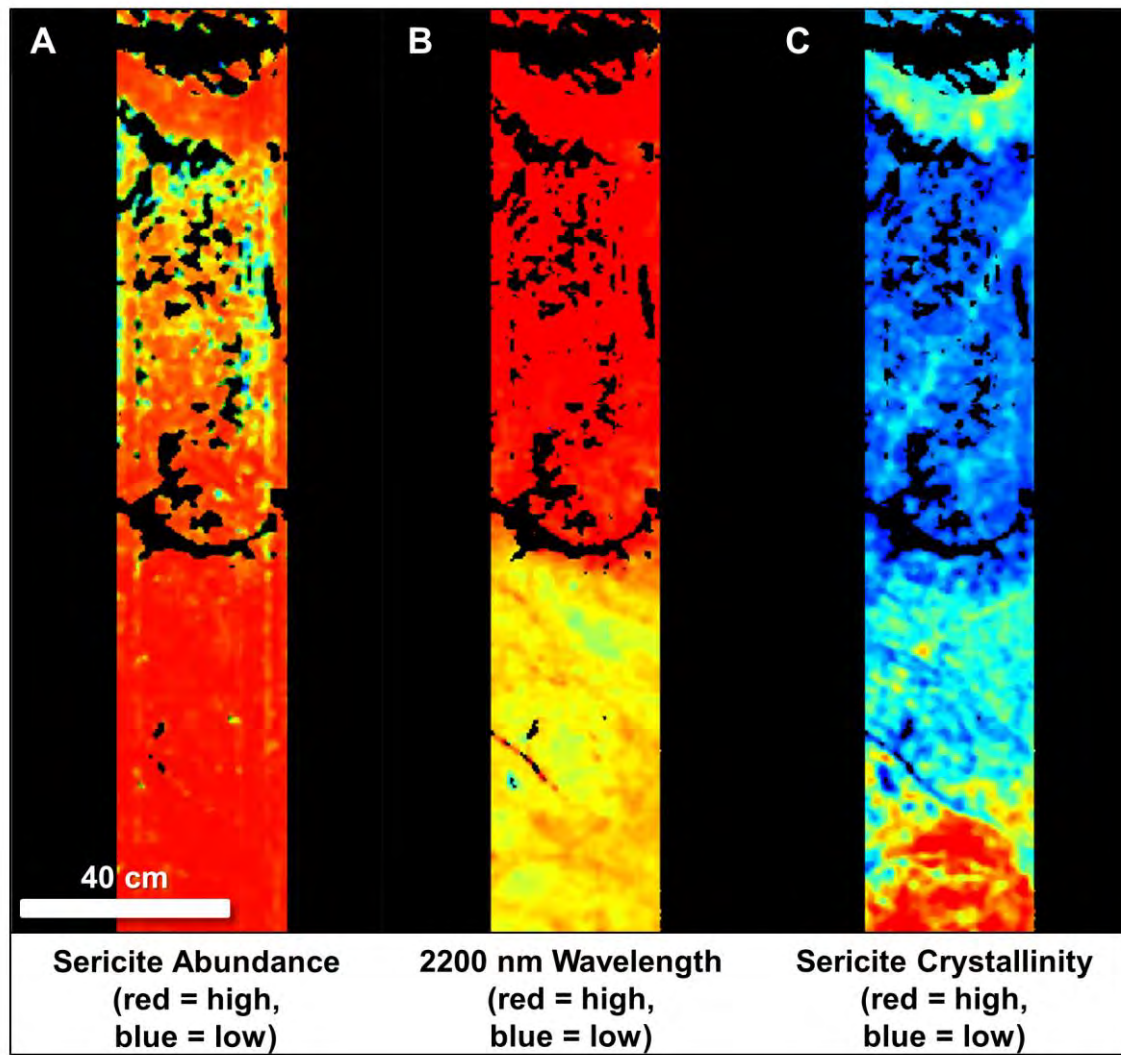 A
B
C
40 cm
Sericite Abundance
(red = high,
blue = low)
2200 nm Wavelength
(red = high,
blue = low)
Sericite Crystallinity
(red = high,
blue = low)